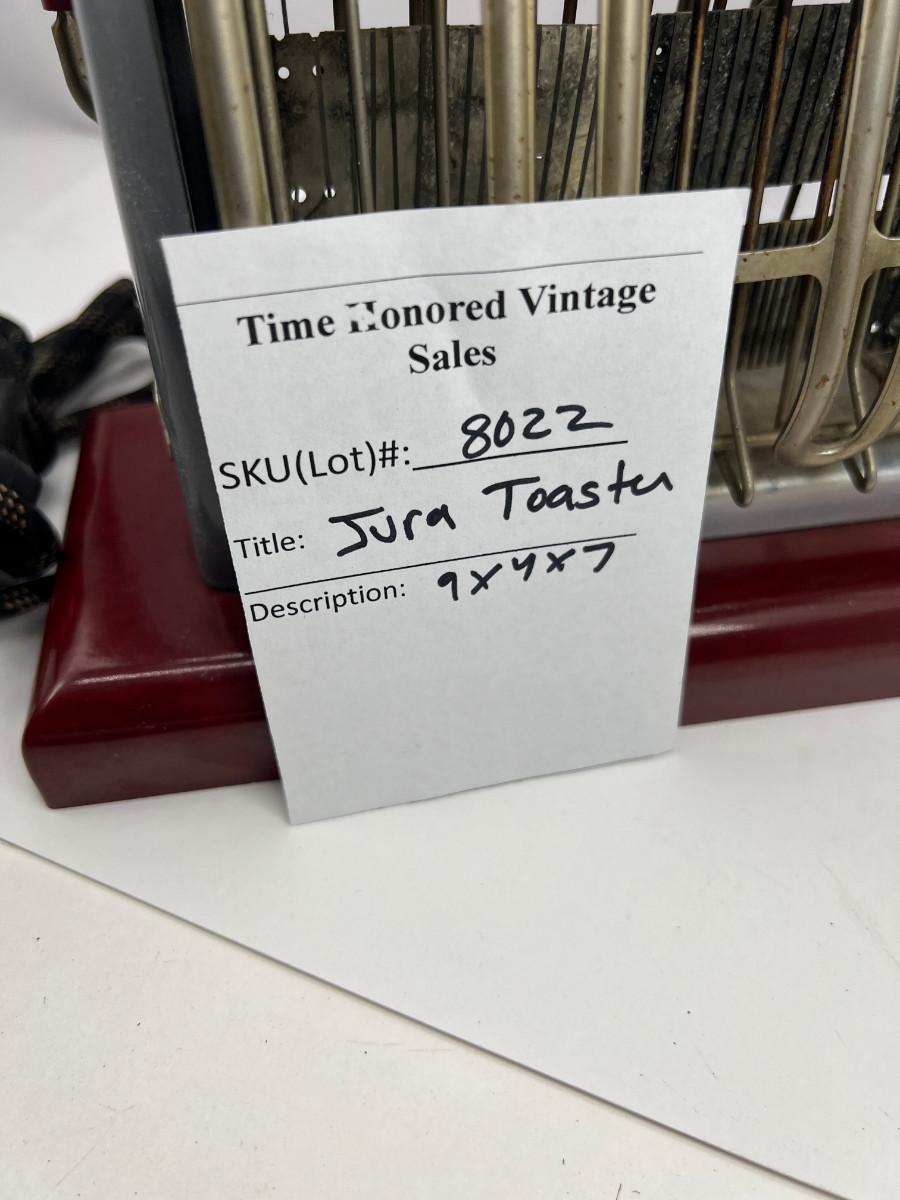 Time Honored Vintage
Sales
SKU(Lot)#: 8022
Title: Jura Toaster
Description: 9x4x7